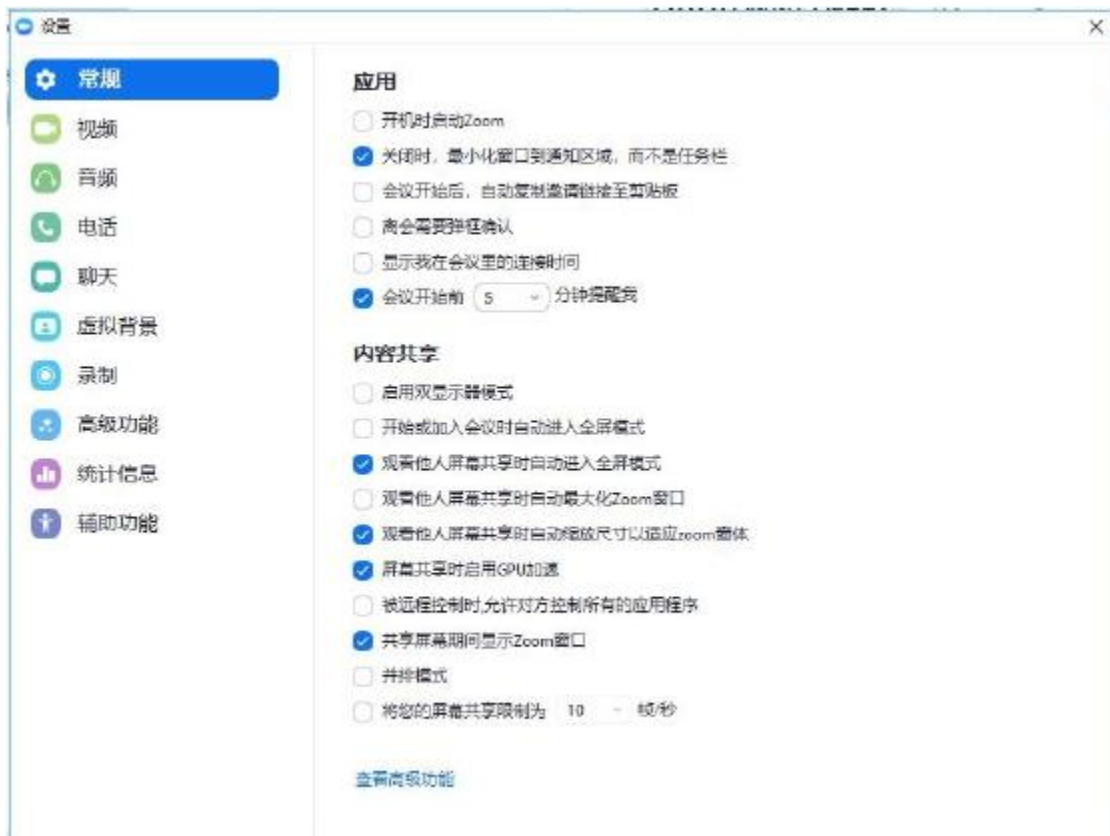 设置
常规
视频
音频
电话
聊天
虚拟背景
录制
高级功能
统计信息
辅助功能
应用
开机时启动Zoom
关闭时，最小化窗口到通知区域，而不是任务栏
会议开始后，自动复制邀请链接至剪贴板
离会需要弹框确认
显示我在会议里的连接时间
会议开始前 5 分钟提醒我
内容共享
启用双显示器模式
开始或加入会议时自动进入全屏模式
观看他人屏幕共享时自动进入全屏模式
观看他人屏幕共享时自动最大化Zoom窗口
观看他人屏幕共享时自动缩放尺寸以适应zoom窗体
屏幕共享时启用GPU加速
被远程控制时,允许对方控制所有的应用程序
共享屏幕期间显示Zoom窗口
并排模式
将您的屏幕共享限制为 10 帧/秒
查看高级功能